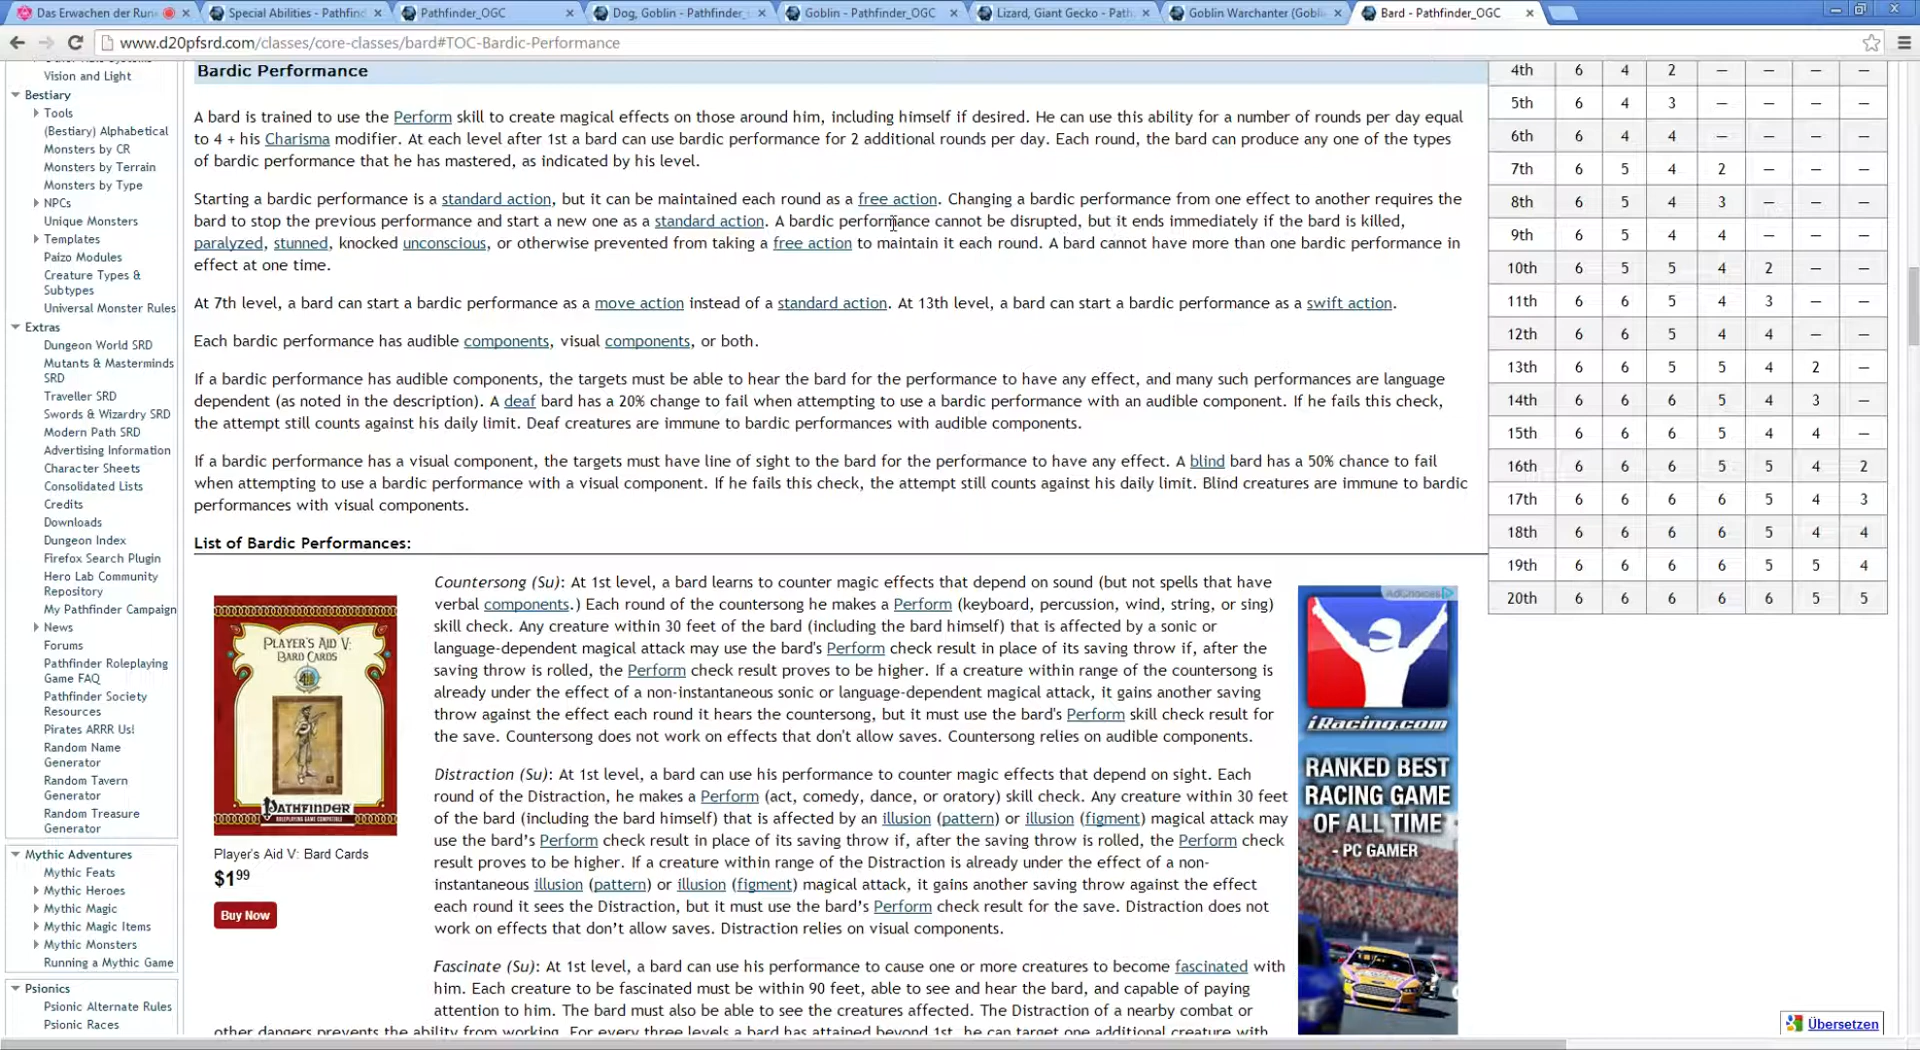 Das Erwachen der Run
Special Abilities - Pathfin
Pathfinder_OGC
Dog, Goblin - Pathfinder_
Goblin - Pathfinder_OGC
Lizard, Giant Gecko - Path
Goblin Warchanter (Gobl
Bard - Pathfinder_OGC
www.d20pfsrd.com/classes/core-classes/bard#TOC-Bardic-Performance
Vision and Light
Bestiary
Tools
(Bestiary) Alphabetical
Monsters by CR
Monsters by Terrain
Monsters by Type
NPCs
Unique Monsters
Templates
Paizo Modules
Creature Types &
Subtypes
Universal Monster Rules
Extras
Dungeon World SRD
Mutants & Masterminds
SRD
Traveller SRD
Swords & Wizardry SRD
Modern Path SRD
Advertising Information
Character Sheets
Consolidated Lists
Credits
Downloads
Dungeon Index
Firefox Search Plugin
Hero Lab Community
Repository
My Pathfinder Campaign
News
Forums
Pathfinder Roleplaying
Game FAQ
Pathfinder Society
Resources
Pirates ARRR Us!
Random Name
Generator
Random Tavern
Generator
Random Treasure
Generator
Mythic Adventures
Mythic Feats
Mythic Heroes
Mythic Magic
Mythic Magic Items
Mythic Monsters
Running a Mythic Game
Psionics
Psionic Alternate Rules
Psionic Races
Bardic Performance
A bard is trained to use the Perform skill to create magical effects on those around him, including himself if desired. He can use this ability for a number of rounds per day equal
to 4 + his Charisma modifier. At each level after 1st a bard can use bardic performance for 2 additional rounds per day. Each round, the bard can produce any one of the types
of bardic performance that he has mastered, as indicated by his level.
Starting a bardic performance is a standard action, but it can be maintained each round as a free action. Changing a bardic performance from one effect to another requires the
bard to stop the previous performance and start a new one as a standard action. A bardic performance cannot be disrupted, but it ends immediately if the bard is killed,
paralyzed, stunned, knocked unconscious, or otherwise prevented from taking a free action to maintain it each round. A bard cannot have more than one bardic performance in
effect at one time.
At 7th level, a bard can start a bardic performance as a move action instead of a standard action. At 13th level, a bard can start a bardic performance as a swift action.
Each bardic performance has audible components, visual components, or both.
If a bardic performance has audible components, the targets must be able to hear the bard for the performance to have any effect, and many such performances are language
dependent (as noted in the description). A deaf bard has a 20% change to fail when attempting to use a bardic performance with an audible component. If he fails this check,
the attempt still counts against his daily limit. Deaf creatures are immune to bardic performances with audible components.
If a bardic performance has a visual component, the targets must have line of sight to the bard for the performance to have any effect. A blind bard has a 50% chance to fail
when attempting to use a bardic performance with a visual component. If he fails this check, the attempt still counts against his daily limit. Blind creatures are immune to bardic
performances with visual components.
List of Bardic Performances:
PLAYER'S AID V:
BARD CARDS
PATHFINDER
ROLEPLAYING GAME COMPATIBLE
Player's Aid V: Bard Cards
$1.99
Buy Now
Countersong (Su): At 1st level, a bard learns to counter magic effects that depend on sound (but not spells that have
verbal components.) Each round of the countersong he makes a Perform (keyboard, percussion, wind, string, or sing)
skill check. Any creature within 30 feet of the bard (including the bard himself) that is affected by a sonic or
language-dependent magical attack may use the bard's Perform check result in place of its saving throw if, after the
saving throw is rolled, the Perform check result proves to be higher. If a creature within range of the countersong is
already under the effect of a non-instantaneous sonic or language-dependent magical attack, it gains another saving
throw against the effect each round it hears the countersong, but it must use the bard's Perform skill check result for
the save. Countersong does not work on effects that don't allow saves. Countersong relies on audible components.
Distraction (Su): At 1st level, a bard can use his performance to counter magic effects that depend on sight. Each
round of the Distraction, he makes a Perform (act, comedy, dance, or oratory) skill check. Any creature within 30 feet
of the bard (including the bard himself) that is affected by an illusion (pattern) or illusion (figment) magical attack may
use the bard's Perform check result in place of its saving throw if, after the saving throw is rolled, the Perform check
result proves to be higher. If a creature within range of the Distraction is already under the effect of a non-
instantaneous illusion (pattern) or illusion (figment) magical attack, it gains another saving throw against the effect
each round it sees the Distraction, but it must use the bard's Perform check result for the save. Distraction does not
work on effects that don't allow saves. Distraction relies on visual components.
Fascinate (Su): At 1st level, a bard can use his performance to cause one or more creatures to become fascinated with
him. Each creature to be fascinated must be within 90 feet, able to see and hear the bard, and capable of paying
attention to him. The bard must also be able to see the creatures affected. The Distraction of a nearby combat or
other dangers prevents the ability from working. For every three levels a bard has attained beyond 1st, he can target one additional creature with
AdChoices
iRacing.com
RANKED BEST
RACING GAME
OF ALL TIME
- PC GAMER
4th 6 4 2 — — — —
5th 6 4 3 — — — —
6th 6 4 4 — — — —
7th 6 5 4 2 — — —
8th 6 5 4 3 — — —
9th 6 5 4 4 — — —
10th 6 5 5 4 2 — —
11th 6 6 5 4 3 — —
12th 6 6 5 4 4 — —
13th 6 6 5 5 4 2 —
14th 6 6 6 5 4 3 —
15th 6 6 6 5 4 4 —
16th 6 6 6 5 5 4 2
17th 6 6 6 6 5 4 3
18th 6 6 6 6 5 4 4
19th 6 6 6 6 5 5 4
20th 6 6 6 6 6 5 5
Übersetzen